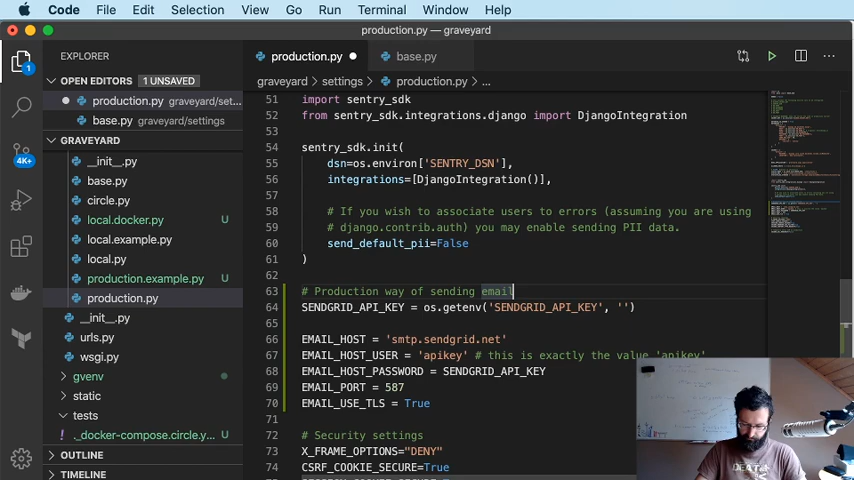 Code File Edit Selection View Go Run Terminal Window Help
production.py — graveyard
EXPLORER
production.py
base.py
OPEN EDITORS 1 UNSAVED
graveyard > settings > production.py > ...
production.py graveyard/set...
base.py graveyard/settings
GRAVEYARD
__init__.py
base.py
circle.py
local.docker.py U
local.example.py
local.py
production.example.py U
production.py
__init__.py
urls.py
wsgi.py
gvenv
static
tests
._docker-compose.circle.y... U
OUTLINE
TIMELINE
1
4K+
51 import sentry_sdk
52 from sentry_sdk.integrations.django import DjangoIntegration
53
54 sentry_sdk.init(
55 dsn=os.environ['SENTRY_DSN'],
56 integrations=[DjangoIntegration()],
57
58 # If you wish to associate users to errors (assuming you are using
59 # django.contrib.auth) you may enable sending PII data.
60 send_default_pii=False
61 )
62
63 # Production way of sending email
64 SENDGRID_API_KEY = os.getenv('SENDGRID_API_KEY', '')
65
66 EMAIL_HOST = 'smtp.sendgrid.net'
67 EMAIL_HOST_USER = 'apikey' # this is exactly the value 'apikey'
68 EMAIL_HOST_PASSWORD = SENDGRID_API_KEY
69 EMAIL_PORT = 587
70 EMAIL_USE_TLS = True
71
72 # Security settings
73 X_FRAME_OPTIONS="DENY"
74 CSRF_COOKIE_SECURE=True